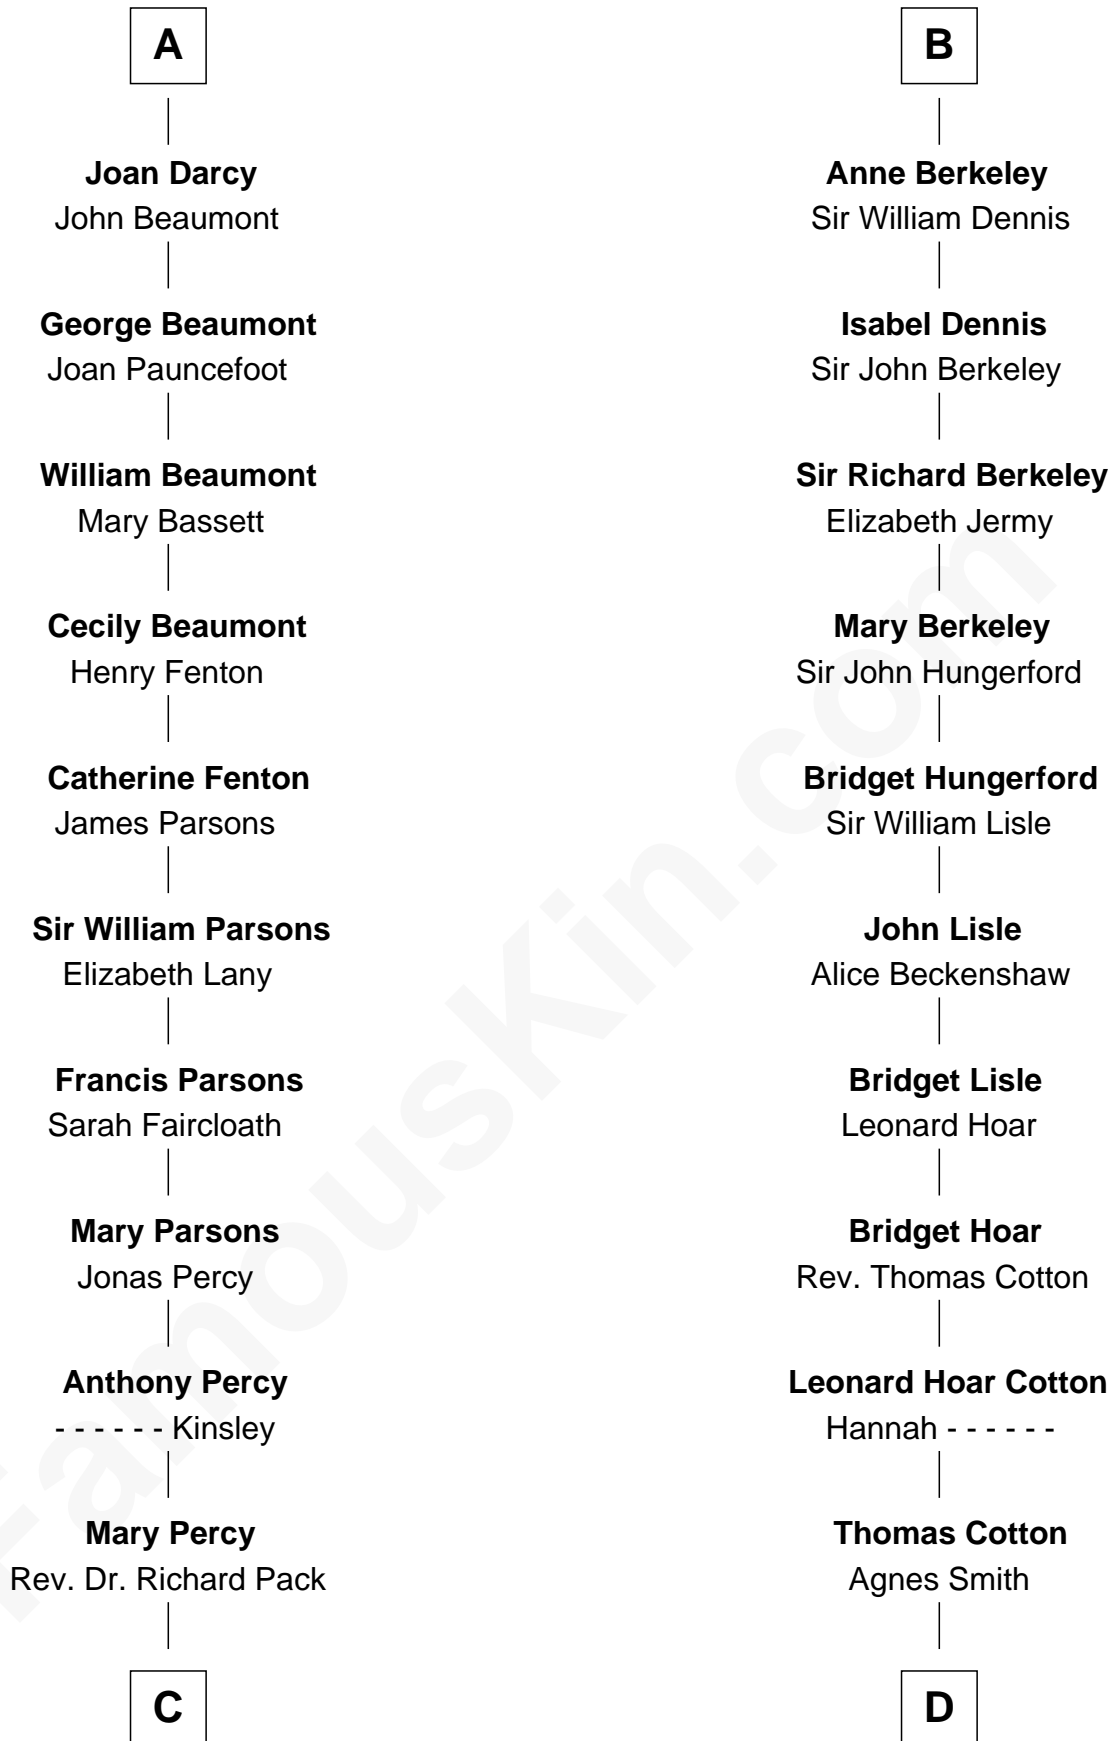 A
Joan Darcy
John Beaumont
George Beaumont
Joan Pauncefoot
William Beaumont
Mary Bassett
Cecily Beaumont
Henry Fenton
Catherine Fenton
James Parsons
Sir William Parsons
Elizabeth Lany
Francis Parsons
Sarah Faircloath
Mary Parsons
Jonas Percy
Anthony Percy
- - - - - - Kinsley
Mary Percy
Rev. Dr. Richard Pack
C
B
Anne Berkeley
Sir William Dennis
Isabel Dennis
Sir John Berkeley
Sir Richard Berkeley
Elizabeth Jermy
Mary Berkeley
Sir John Hungerford
Bridget Hungerford
Sir William Lisle
John Lisle
Alice Beckenshaw
Bridget Lisle
Leonard Hoar
Bridget Hoar
Rev. Thomas Cotton
Leonard Hoar Cotton
Hannah - - - - - -
Thomas Cotton
Agnes Smith
D
FamousKin.com